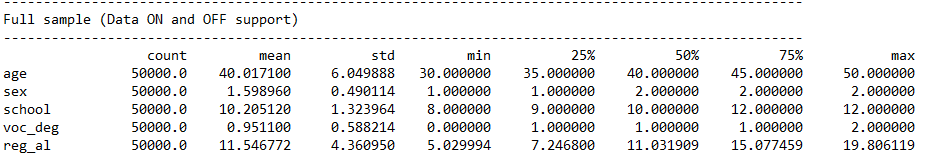 ----------------------------------------------------------------------------------------------------
Full sample (Data ON and OFF support)
----------------------------------------------------------------------------------------------------
count mean std min 25% 50% 75% max
age 50000.0 40.017100 6.049888 30.000000 35.000000 40.000000 45.000000 50.000000
sex 50000.0 1.598960 0.490114 1.000000 1.000000 2.000000 2.000000 2.000000
school 50000.0 10.205120 1.323964 8.000000 9.000000 10.000000 12.000000 12.000000
voc_deg 50000.0 0.951100 0.588214 0.000000 1.000000 1.000000 1.000000 2.000000
reg_al 50000.0 11.546772 4.360950 5.029994 7.246800 11.031909 15.077459 19.806119